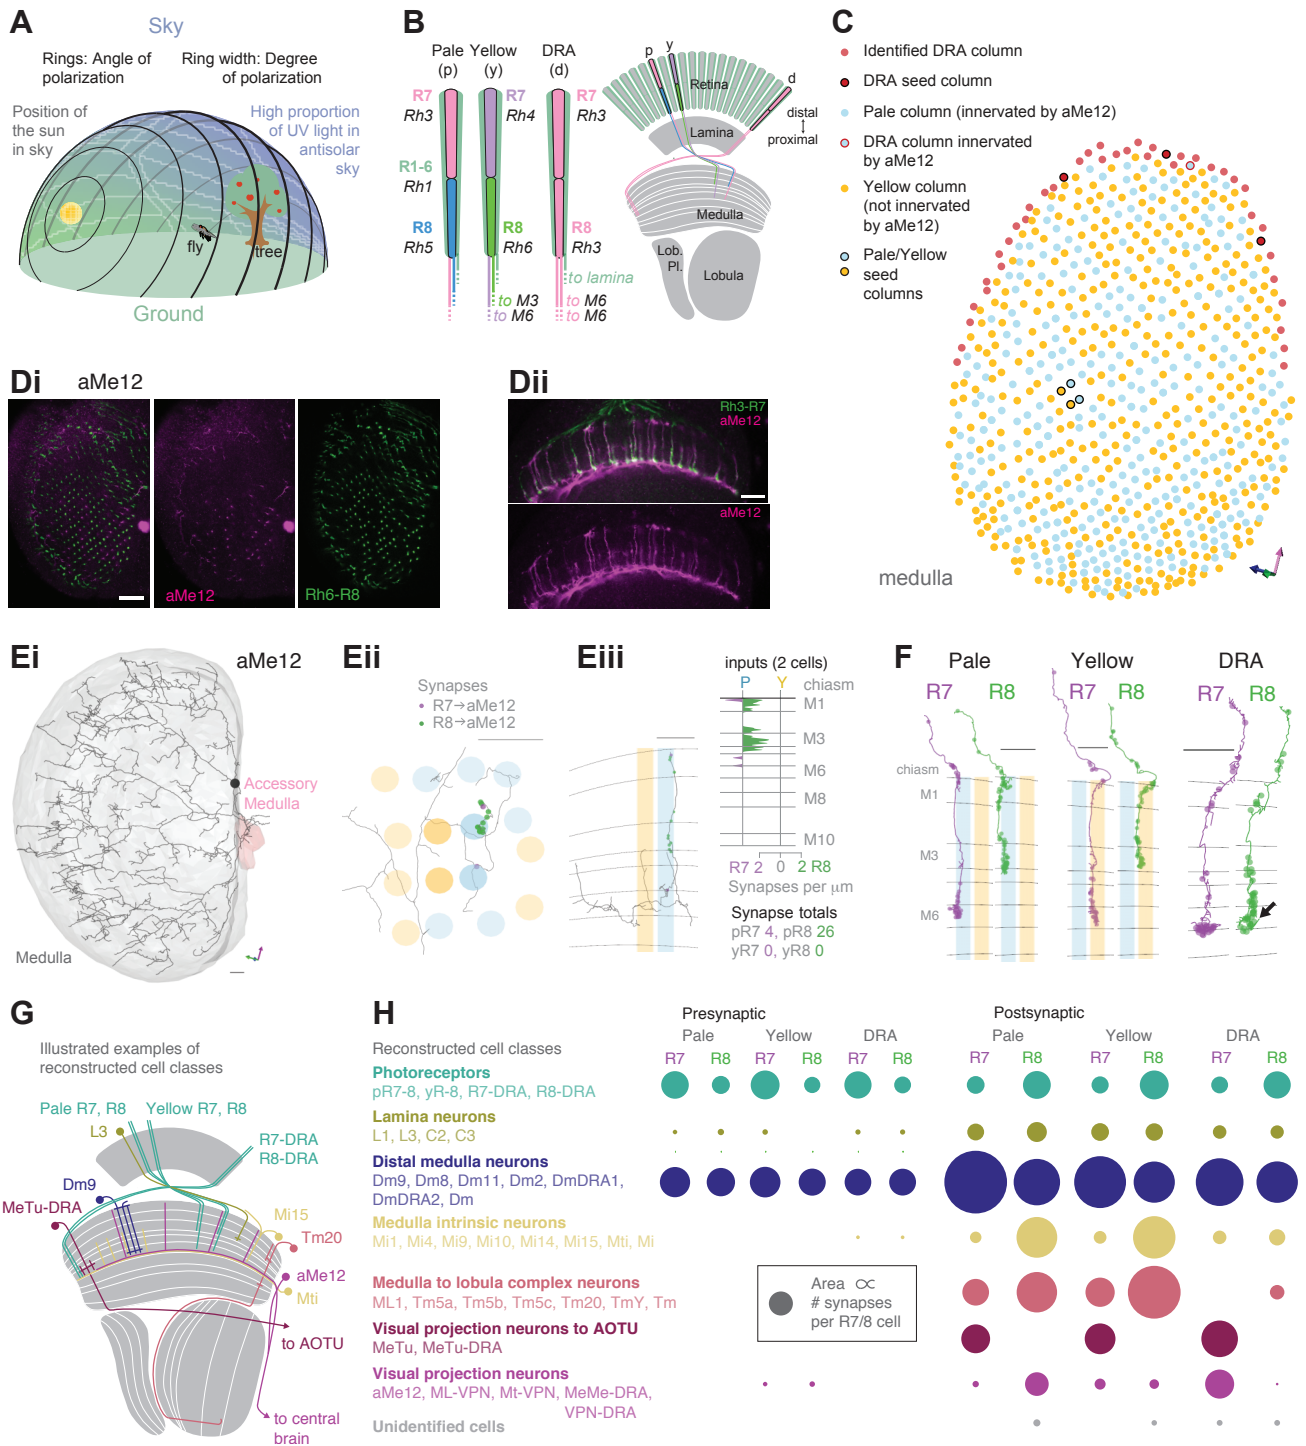 A
Sky
Rings: Angle of
polarization
Ring width: Degree
of polarization
Position of
the sun
in sky
High proportion
of UV light in
antisolar
sky
fly
tree
Ground
B
Pale
(p)
Yellow
(y)
DRA
(d)
R7
Rh3
R7
Rh4
R7
Rh3
R1-6
Rh1
R8
Rh5
R8
Rh6
R8
Rh3
to lamina
to M3
to M6
to M6
to M6
p
y
d
Retina
distal
proximal
Lamina
Medulla
Lob.
Pl.
Lobula
C
Identified DRA column
DRA seed column
Pale column (innervated by aMe12)
DRA column innervated
by aMe12
Yellow column
(not innervated
by aMe12)
Pale/Yellow
seed
columns
medulla
Di
aMe12
aMe12
Rh6-R8
Dii
Rh3-R7
aMe12
aMe12
Ei
aMe12
Accessory
Medulla
Medulla
Eii
Synapses
R7→aMe12
R8→aMe12
Eiii
inputs (2 cells)
P
Y
chiasm
M1
M3
M6
M8
M10
R7 2 0 2 R8
Synapses per μm
Synapse totals
pR7 4, pR8 26
yR7 0, yR8 0
F
Pale
Yellow
DRA
R7
R8
R7
R8
R7
R8
chiasm
M1
M3
M6
G
Illustrated examples of
reconstructed cell classes
Pale R7, R8
Yellow R7, R8
L3
R7-DRA
R8-DRA
Dm9
MeTu-DRA
Mi15
Tm20
aMe12
Mti
to AOTU
to central
brain
H
Presynaptic
Postsynaptic
Reconstructed cell classes
Pale
Yellow
DRA
Pale
Yellow
DRA
R7 R8 R7 R8 R7 R8
R7 R8 R7 R8 R7 R8
Photoreceptors
pR7-8, yR-8, R7-DRA, R8-DRA
Lamina neurons
L1, L3, C2, C3
Distal medulla neurons
Dm9, Dm8, Dm11, Dm2, DmDRA1,
DmDRA2, Dm
Medulla intrinsic neurons
Mi1, Mi4, Mi9, Mi10, Mi14, Mi15, Mti, Mi
Medulla to lobula complex neurons
ML1, Tm5a, Tm5b, Tm5c, Tm20, TmY, Tm
Visual projection neurons to AOTU
MeTu, MeTu-DRA
Visual projection neurons
aMe12, ML-VPN, Mt-VPN, MeMe-DRA,
VPN-DRA
Unidentified cells
Area ∝
# synapses
per R7/8 cell